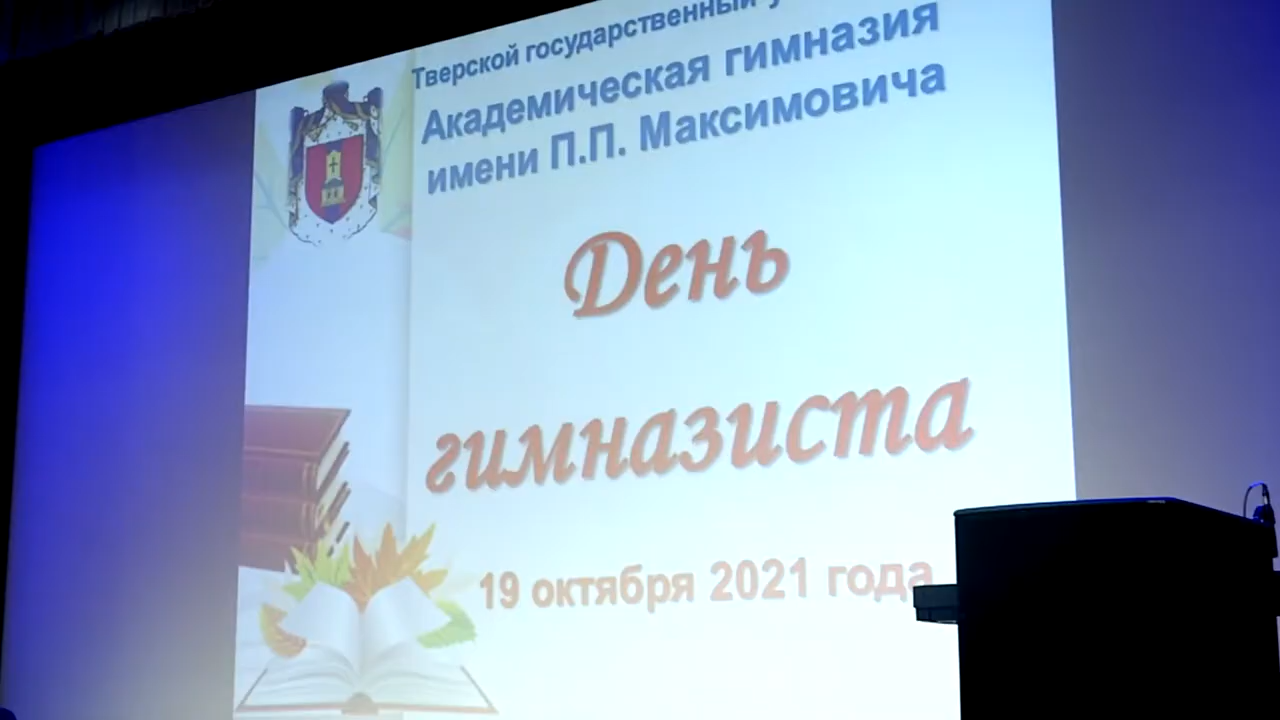 Тверской государственный
Академическая гимназия
имени П.П. Максимовича
День
гимназиста
19 октября 2021 года